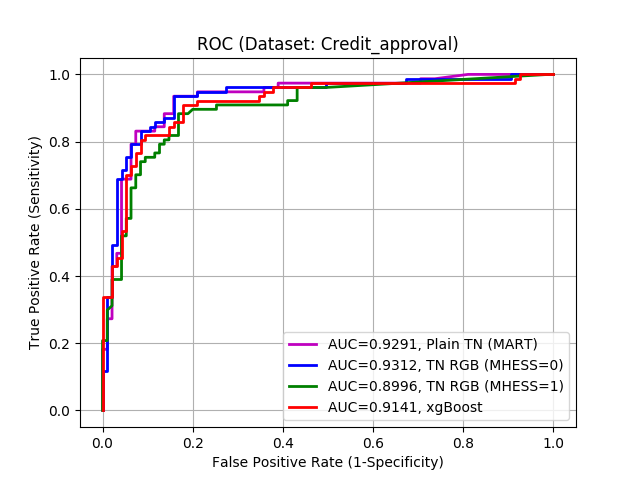 ROC (Dataset: Credit_approval)
True Positive Rate (Sensitivity)
1.0
0.8
0.6
0.4
0.2
0.0
AUC=0.9291, Plain TN (MART)
AUC=0.9312, TN RGB (MHESS=0)
AUC=0.8996, TN RGB (MHESS=1)
AUC=0.9141, xgBoost
0.0 0.2 0.4 0.6 0.8 1.0
False Positive Rate (1-Specificity)